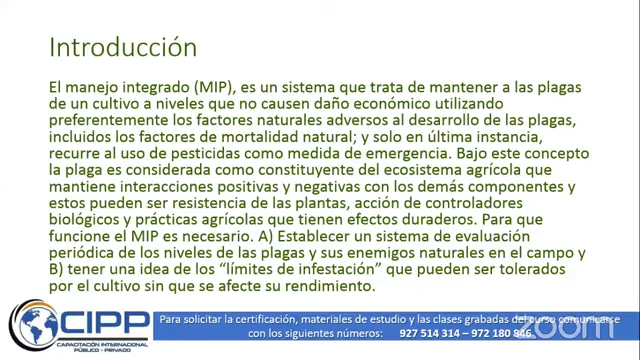 Introducción
El manejo integrado (MIP), es un sistema que trata de mantener a las plagas
de un cultivo a niveles que no causen daño económico utilizando
preferentemente los factores naturales adversos al desarrollo de las plagas,
incluidos los factores de mortalidad natural; y solo en última instancia,
recurre al uso de pesticidas como medida de emergencia. Bajo este concepto
la plaga es considerada como constituyente del ecosistema agrícola que
mantiene interacciones positivas y negativas con los demás componentes y
estos pueden ser resistencia de las plantas, acción de controladores
biológicos y prácticas agrícolas que tienen efectos duraderos. Para que
funcione el MIP es necesario. A) Establecer un sistema de evaluación
periódica de los niveles de las plagas y sus enemigos naturales en el campo y
B) tener una idea de los “límites de infestación” que pueden ser tolerados
por el cultivo sin que se afecte su rendimiento.
CIPP
CAPACITACIÓN INTERNACIONAL
PÚBLICO - PRIVADO
Para solicitar la certificación, materiales de estudio y las clases grabadas del curso comunicarse
con los siguientes números: 927 514 314 – 972 180 846
zoom